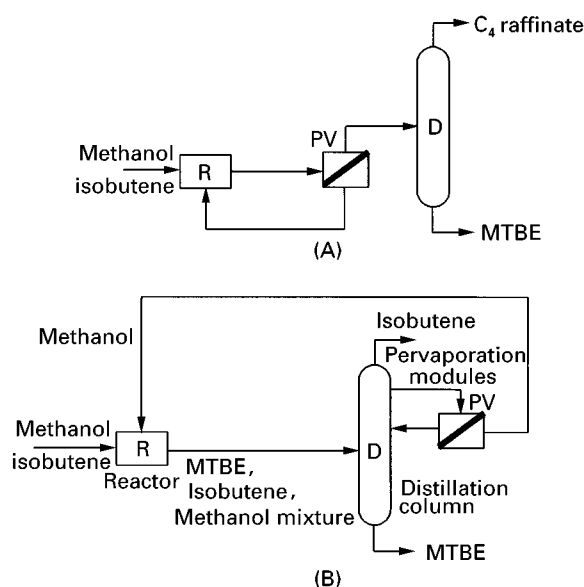 C₄ raffinate
PV
D
Methanol
isobutene
R
MTBE
(A)
Isobutene
Methanol
Pervaporation
modules
PV
Methanol
isobutene
R
D
Reactor
MTBE,
Isobutene,
Methanol mixture
Distillation
column
MTBE
(B)